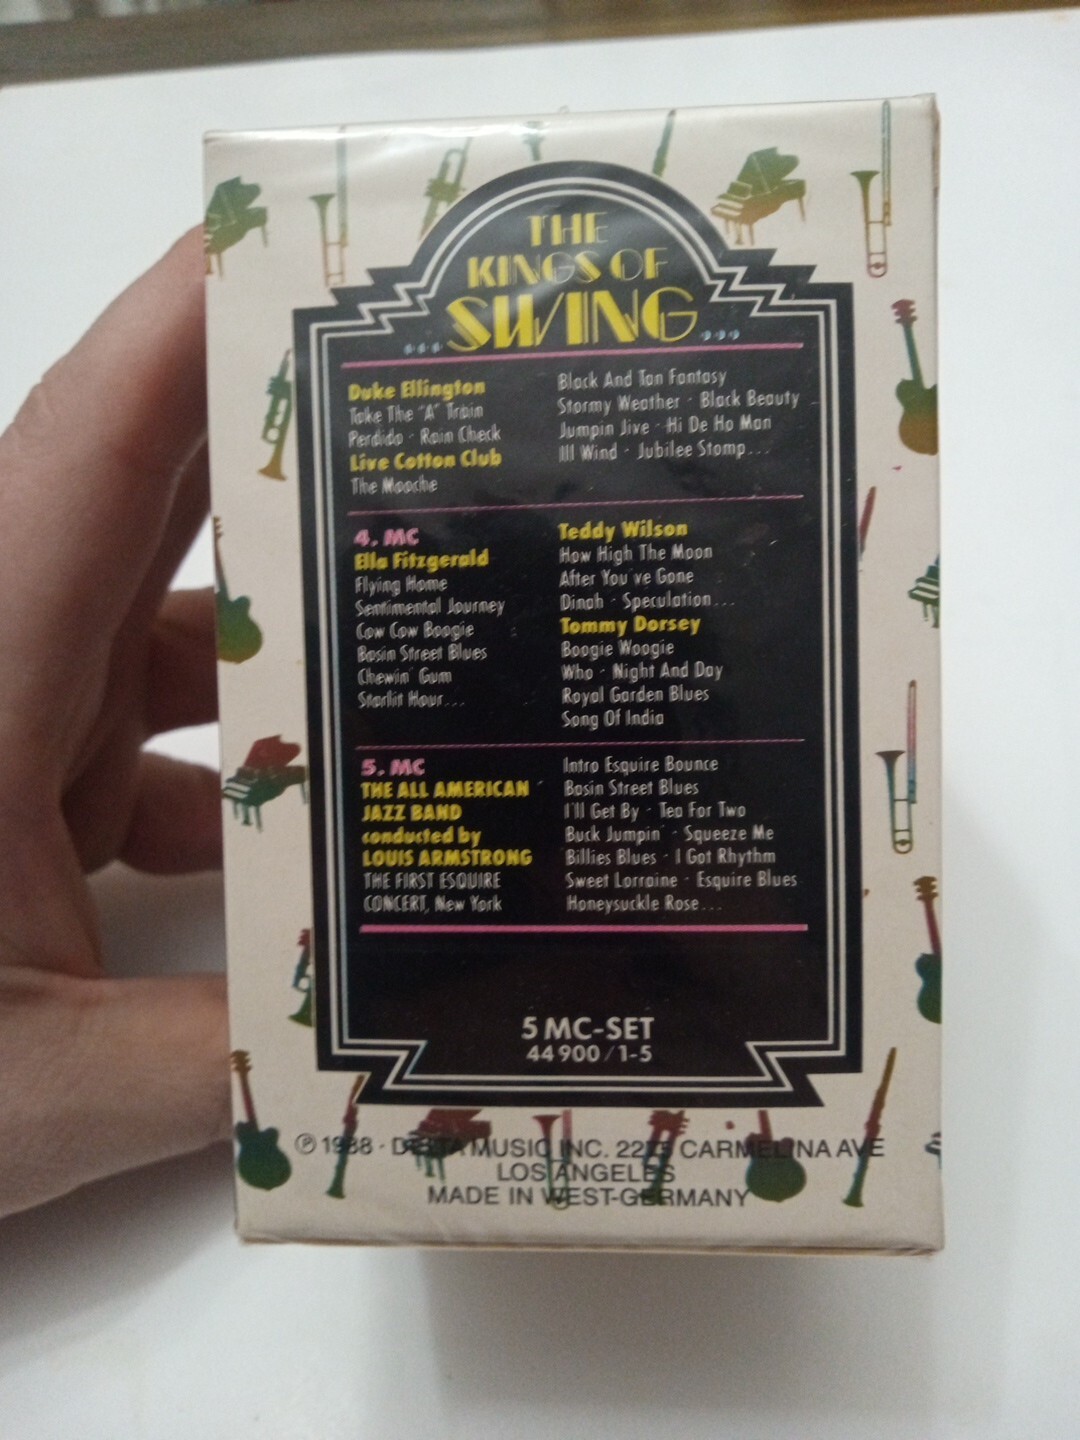 THE
KINGS OF
...SWING...
Duke Ellington
Take The "A" Train
Perdido · Rain Check
Live Cotton Club
The Mooche
Black And Tan Fantasy
Stormy Weather · Black Beauty
Jumpin Jive · Hi De Ho Man
Ill Wind · Jubilee Stomp...
4. MC
Ella Fitzgerald
Flying Home
Sentimental Journey
Cow Cow Boogie
Basin Street Blues
Chewin' Gum
Starlit Hour...
Teddy Wilson
How High The Moon
After You've Gone
Dinah · Speculation...
Tommy Dorsey
Boogie Woogie
Who · Night And Day
Royal Garden Blues
Song Of India
5. MC
THE ALL AMERICAN
JAZZ BAND
conducted by
LOUIS ARMSTRONG
THE FIRST ESQUIRE
CONCERT, New York
Intro Esquire Bounce
Basin Street Blues
I'll Get By · Tea For Two
Buck Jumpin' · Squeeze Me
Billies Blues · I Got Rhythm
Sweet Lorraine · Esquire Blues
Honeysuckle Rose...
5 MC-SET
44 900/1-5
℗ 1988 · DELTA MUSIC INC. CARMELINA AVE
LOS ANGELES
MADE IN WEST-GERMANY